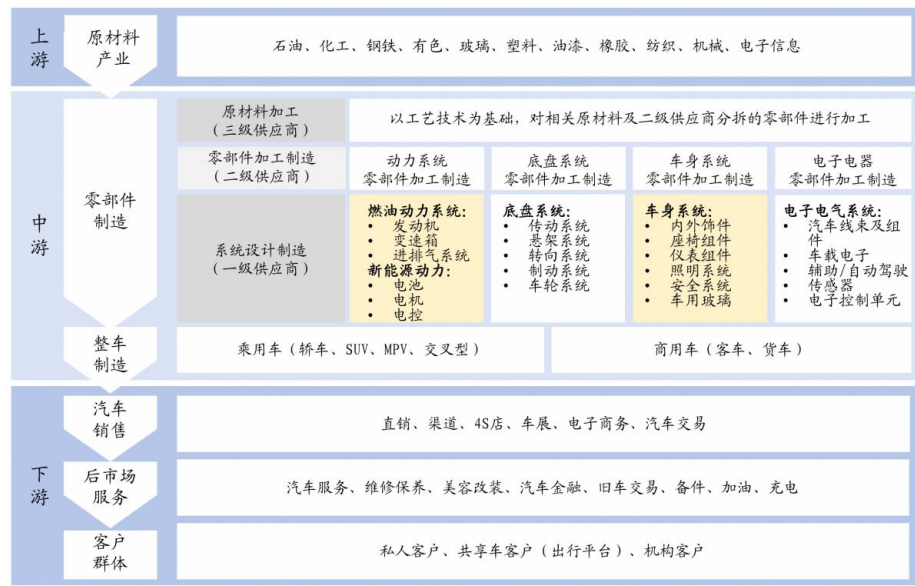 上
游
原材料
产业
石油、化工、钢铁、有色、玻璃、塑料、油漆、橡胶、纺织、机械、电子信息
中
游
零部件
制造
原材料加工
（三级供应商）
以工艺技术为基础，对相关原材料及二级供应商分拆的零部件进行加工
零部件加工制造
（二级供应商）
动力系统
零部件加工制造
底盘系统
零部件加工制造
车身系统
零部件加工制造
电子电器
零部件加工制造
系统设计制造
（一级供应商）
燃油动力系统：
• 发动机
• 变速箱
• 进排气系统
新能源动力：
• 电池
• 电机
• 电控
底盘系统：
• 传动系统
• 悬架系统
• 转向系统
• 制动系统
• 车轮系统
车身系统：
• 内外饰件
• 座椅组件
• 仪表组件
• 照明系统
• 安全系统
• 车用玻璃
电子电气系统：
• 汽车线束及组
件
• 车载电子
• 辅助/自动驾驶
• 传感器
• 电子控制单元
整车
制造
乘用车（轿车、SUV、MPV、交叉型）
商用车（客车、货车）
下
游
汽车
销售
直销、渠道、4S店、车展、电子商务、汽车交易
后市场
服务
汽车服务、维修保养、美容改装、汽车金融、旧车交易、备件、加油、充电
客户
群体
私人客户、共享车客户（出行平台）、机构客户